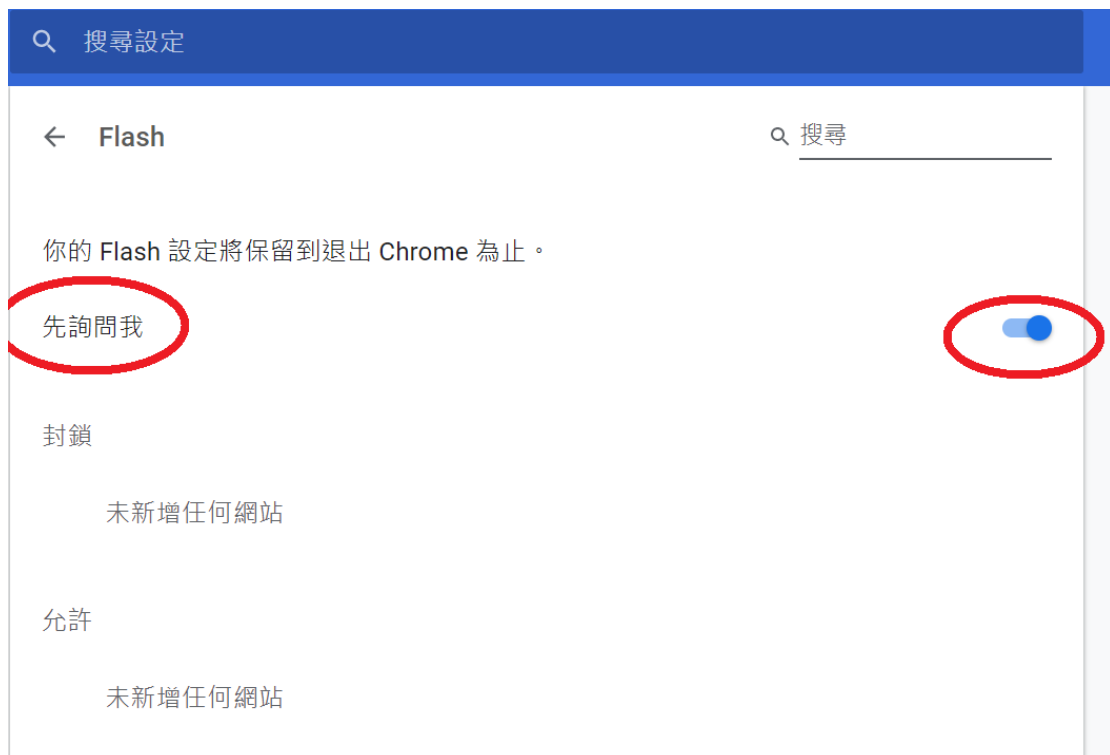 搜尋設定
Flash
搜尋
你的 Flash 設定將保留到退出 Chrome 為止。
先詢問我
封鎖
未新增任何網站
允許
未新增任何網站